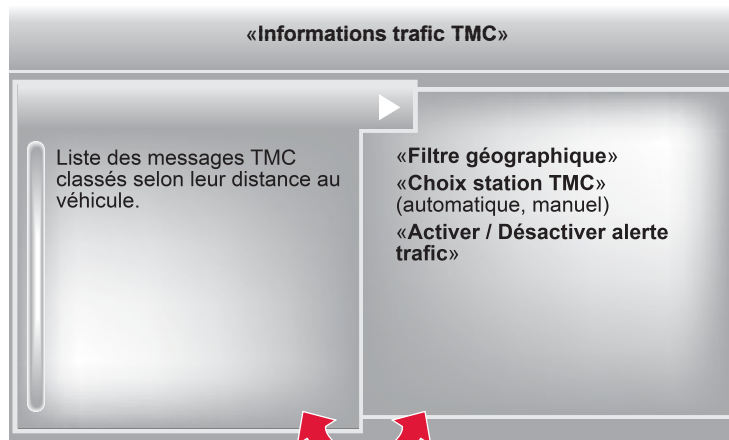 «Informations trafic TMC»
Liste des messages TMC
classés selon leur distance au
véhicule.
«Filtre géographique»
«Choix station TMC»
(automatique, manuel)
«Activer / Désactiver alerte
trafic»